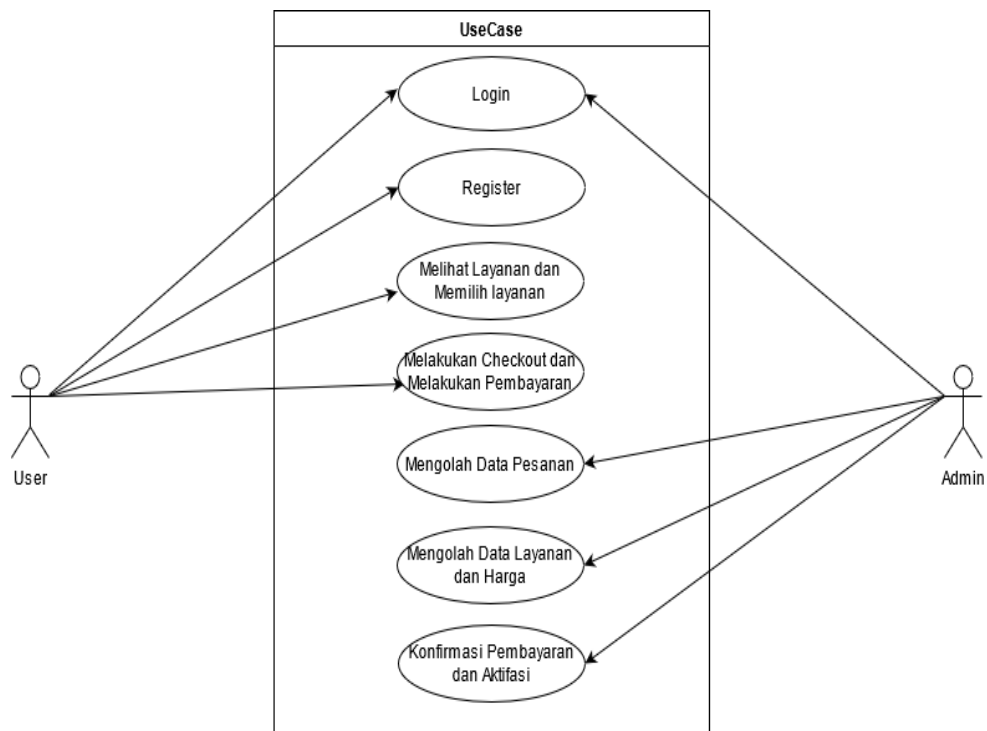 UseCase
Login
Register
Melihat Layanan dan
Memilih layanan
Melakukan Checkout dan
Melakukan Pembayaran
User
Admin
Mengolah Data Pesanan
Mengolah Data Layanan
dan Harga
Konfirmasi Pembayaran
dan Aktifasi